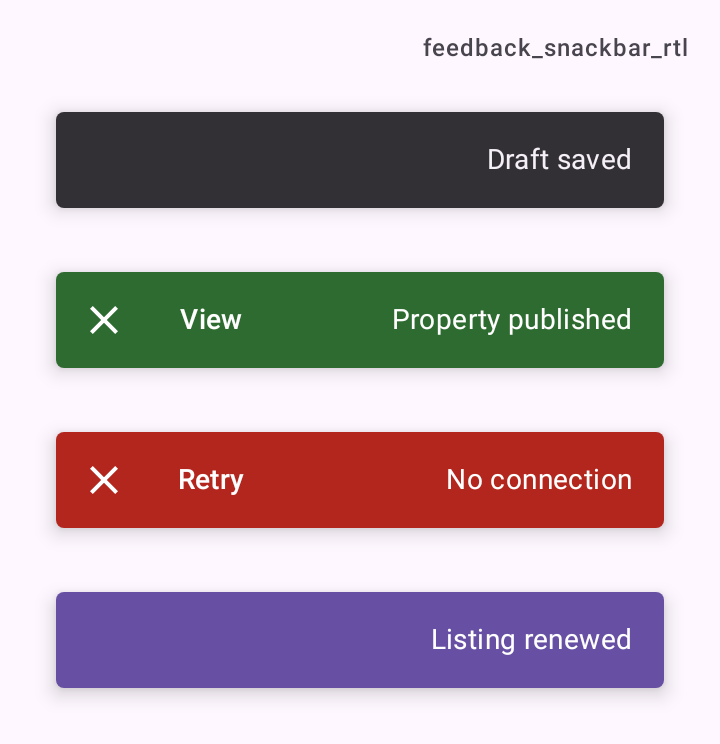 feedback_snackbar_rtl
Draft saved
View Property published
Retry No connection
Listing renewed